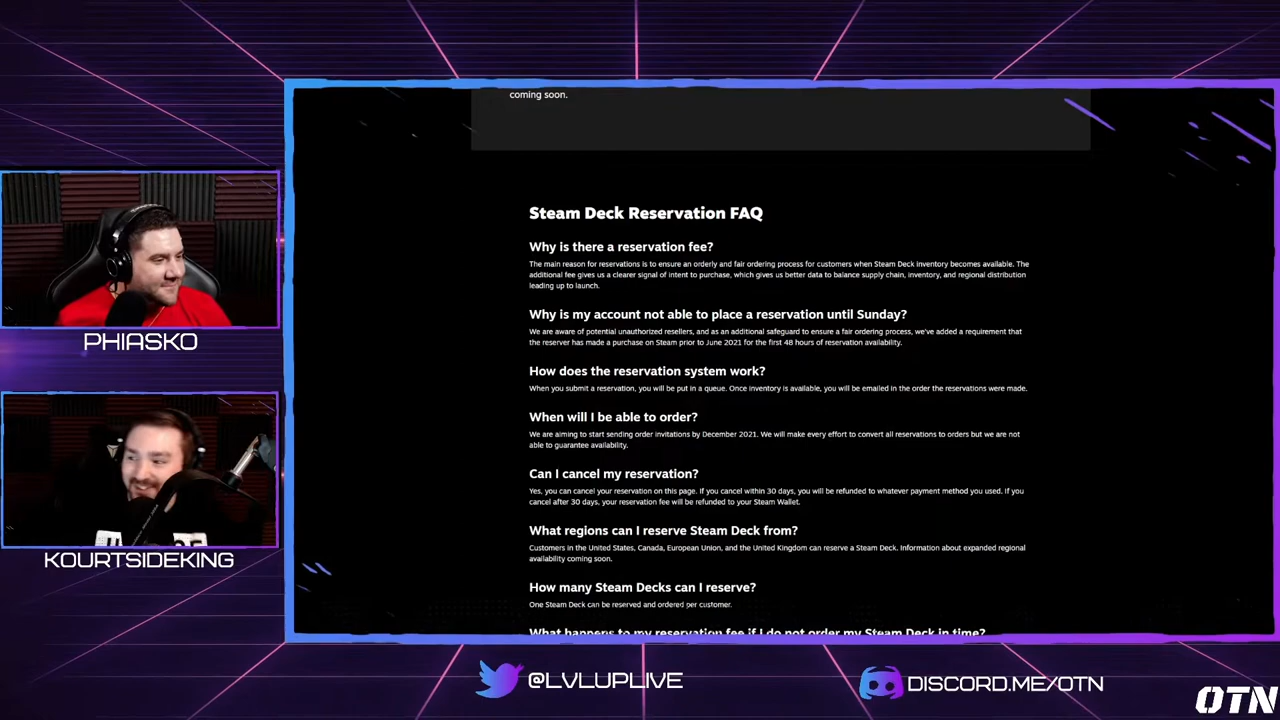 coming soon.
Steam Deck Reservation FAQ
Why is there a reservation fee?
The main reason for reservations is to ensure an orderly and fair ordering process for customers when Steam Deck inventory becomes available. The
additional fee gives us a clearer signal of intent to purchase, which gives us better data to balance supply chain, inventory, and regional distribution
leading up to launch.
Why is my account not able to place a reservation until Sunday?
We are aware of potential unauthorized resellers, and as an additional safeguard to ensure a fair ordering process, we've added a requirement that
the reserver has made a purchase on Steam prior to June 2021 for the first 48 hours of reservation availability.
How does the reservation system work?
When you submit a reservation, you will be put in a queue. Once inventory is available, you will be emailed in the order the reservations were made.
When will I be able to order?
We are aiming to start sending order invitations by December 2021. We will make every effort to convert all reservations to orders but we are not
able to guarantee availability.
Can I cancel my reservation?
Yes, you can cancel your reservation on this page. If you cancel within 30 days, you will be refunded to whatever payment method you used. If you
cancel after 30 days, your reservation fee will be refunded to your Steam Wallet.
What regions can I reserve Steam Deck from?
Customers in the United States, Canada, European Union, and the United Kingdom can reserve a Steam Deck. Information about expanded regional
availability coming soon.
How many Steam Decks can I reserve?
One Steam Deck can be reserved and ordered per customer.
What happens to my reservation fee if I do not order my Steam Deck in time?
PHIASKO
KOURTSIDEKING
@LVLUPLIVE
DISCORD.ME/OTN
OTN